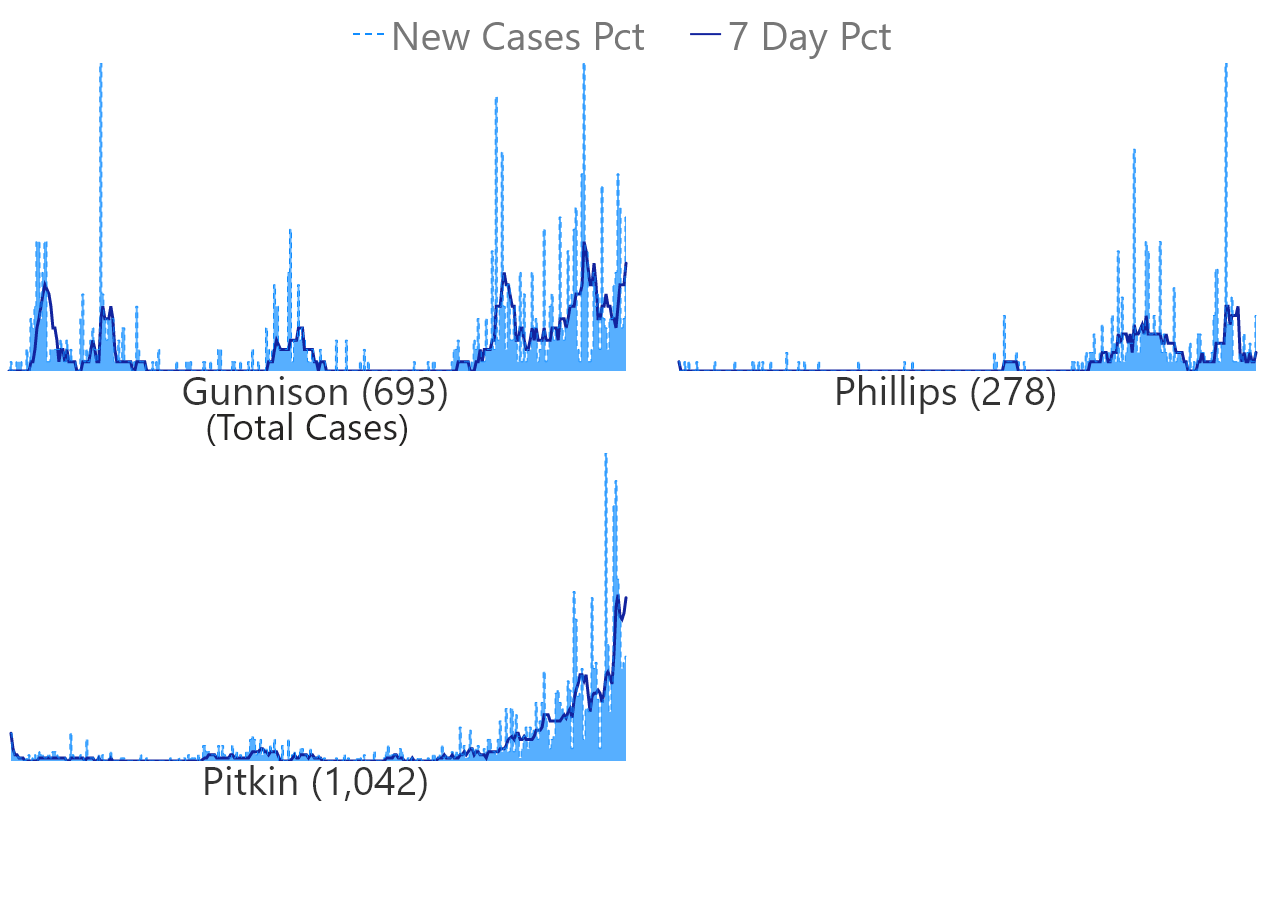 New Cases Pct 7 Day Pct
Gunnison (693)
(Total Cases)
Phillips (278)
Pitkin (1,042)